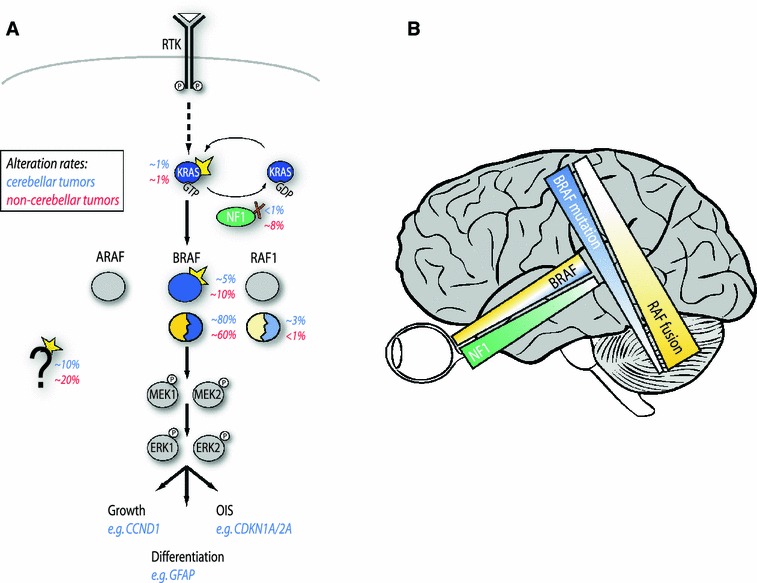 A
RTK
P P
Alteration rates:
cerebellar tumors
non-cerebellar tumors
~1%
~1%
KRAS
GTP
KRAS
GDP
NF1
<1%
~8%
ARAF
BRAF
RAF1
~5%
~10%
~80%
~60%
~3%
<1%
?
~10%
~20%
P P
MEK1 MEK2
P P
ERK1 ERK2
Growth
e.g. CCND1
OIS
e.g. CDKN1A/2A
Differentiation
e.g. GFAP
B
BRAF mutation
RAF fusion
BRAF
NF1